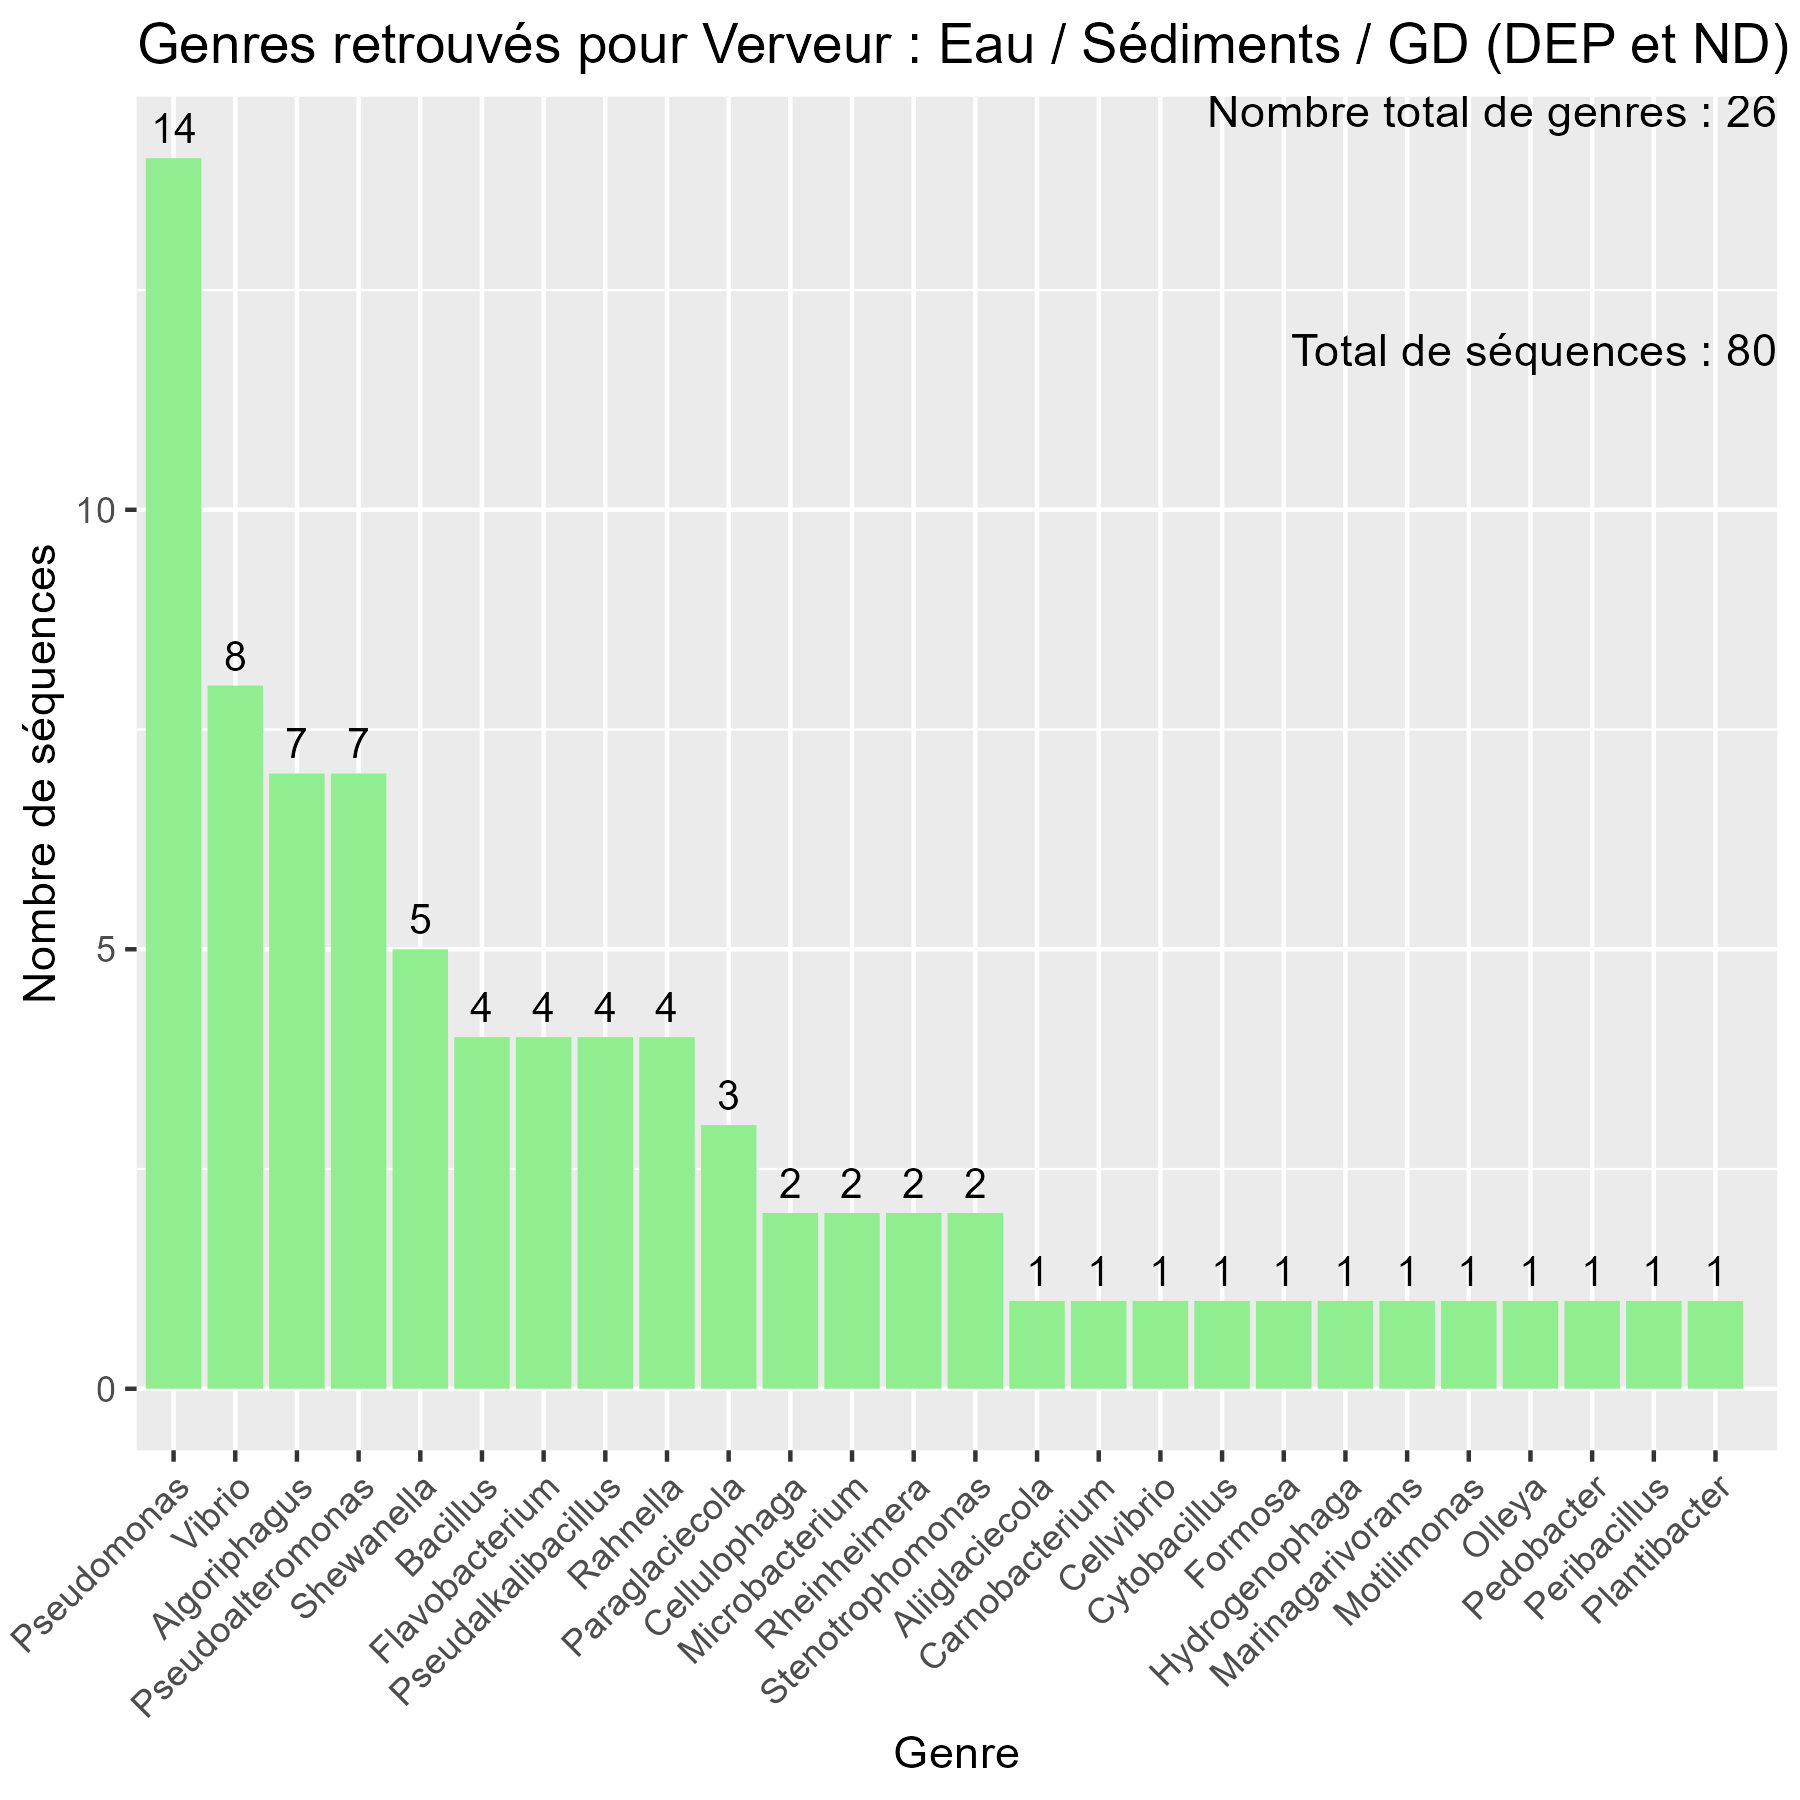 Genres retrouvés pour Verveur : Eau / Sédiments / GD (DEP et ND)
Nombre total de genres : 26
Total de séquences : 80
14
8
7
7
5
4
4
4
4
3
2
2
2
2
1
1
1
1
1
1
1
1
1
1
1
1
10
5
0
Nombre de séquences
Pseudomonas
Vibrio
Algoriphagus
Pseudoalteromonas
Shewanella
Bacillus
Flavobacterium
Pseudalkalibacillus
Rahnella
Paraglaciecola
Cellulophaga
Microbacterium
Rheinheimera
Stenotrophomonas
Aliiglaciecola
Carnobacterium
Cellvibrio
Cytobacillus
Formosa
Hydrogenophaga
Marinagarivorans
Motilimonas
Olleya
Pedobacter
Peribacillus
Plantibacter
Genre